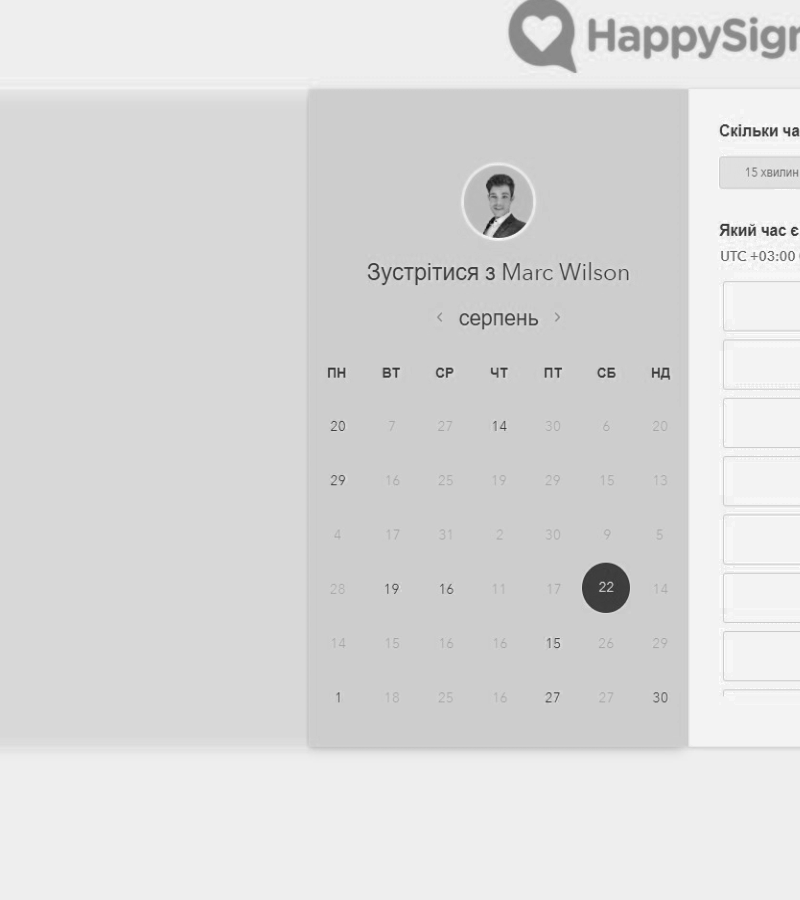 HappySign
Скільки ча
15 хвилин
Який час є
UTC +03:00
Зустрітися з Marc Wilson
серпень
ПН ВТ СР ЧТ ПТ СБ НД
20 7 27 14 30 6 20
29 16 25 19 29 15 13
4 17 31 2 30 9 5
28 19 16 11 17 22 14
14 15 16 16 15 26 29
1 18 25 16 27 27 30